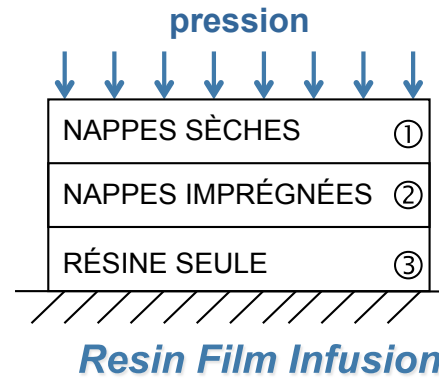 pression
NAPPES SÈCHES ①
NAPPES IMPRÉGNÉES ②
RÉSINE SEULE ③
Resin Film Infusion